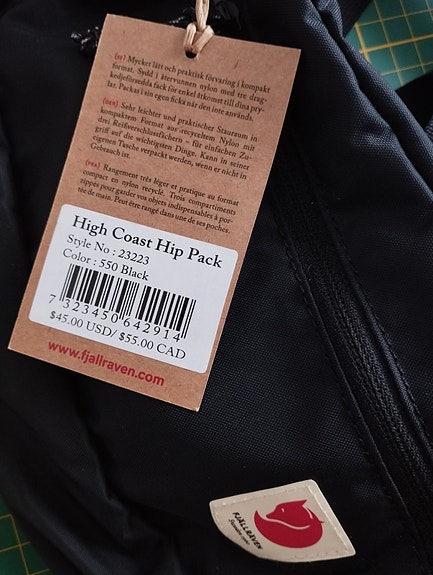 (SE) Mycket lätt och praktisk förvaring i kompakt
format. Sydd i återvunnen nylon med tre drag-
kedjeförsedda fack för enkel åtkomst till dina pry-
lar. Packas i sin egen ficka när den inte används.
(GER) Sehr leichter und praktischer Stauraum in
kompaktem Format aus recyceltem Nylon mit
drei Reißverschlussfächern – für einfachen Zu-
griff auf die wichtigsten Dinge. Kann in seiner
eigenen Tasche verpackt werden, wenn er nicht in
Gebrauch ist.
(FRA) Rangement très léger et pratique au format
compact en nylon recyclé. Trois compartiments
zippés pour garder vos objets indispensables à por-
tée de main. Peut être rangé dans une de ses poches.
High Coast Hip Pack
Style No : 23223
Color : 550 Black
7 323450 642914
$45.00 USD/ $55.00 CAD
www.fjallraven.com
FJÄLLRÄVEN